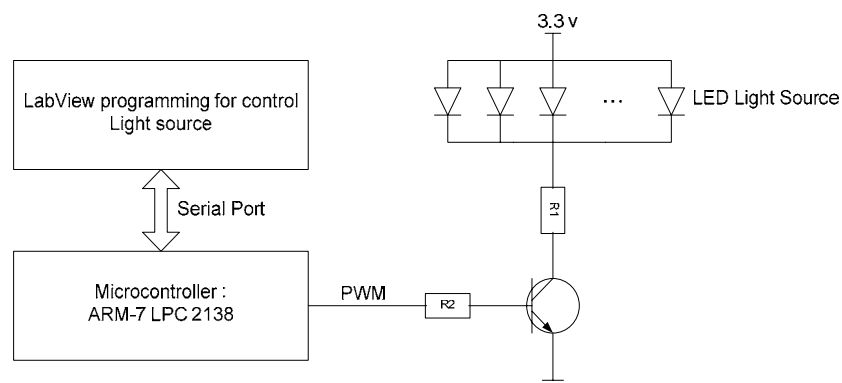 3.3 v
LabView programming for control
Light source
...
LED Light Source
Serial Port
R1
Microcontroller :
ARM-7 LPC 2138
PWM
R2